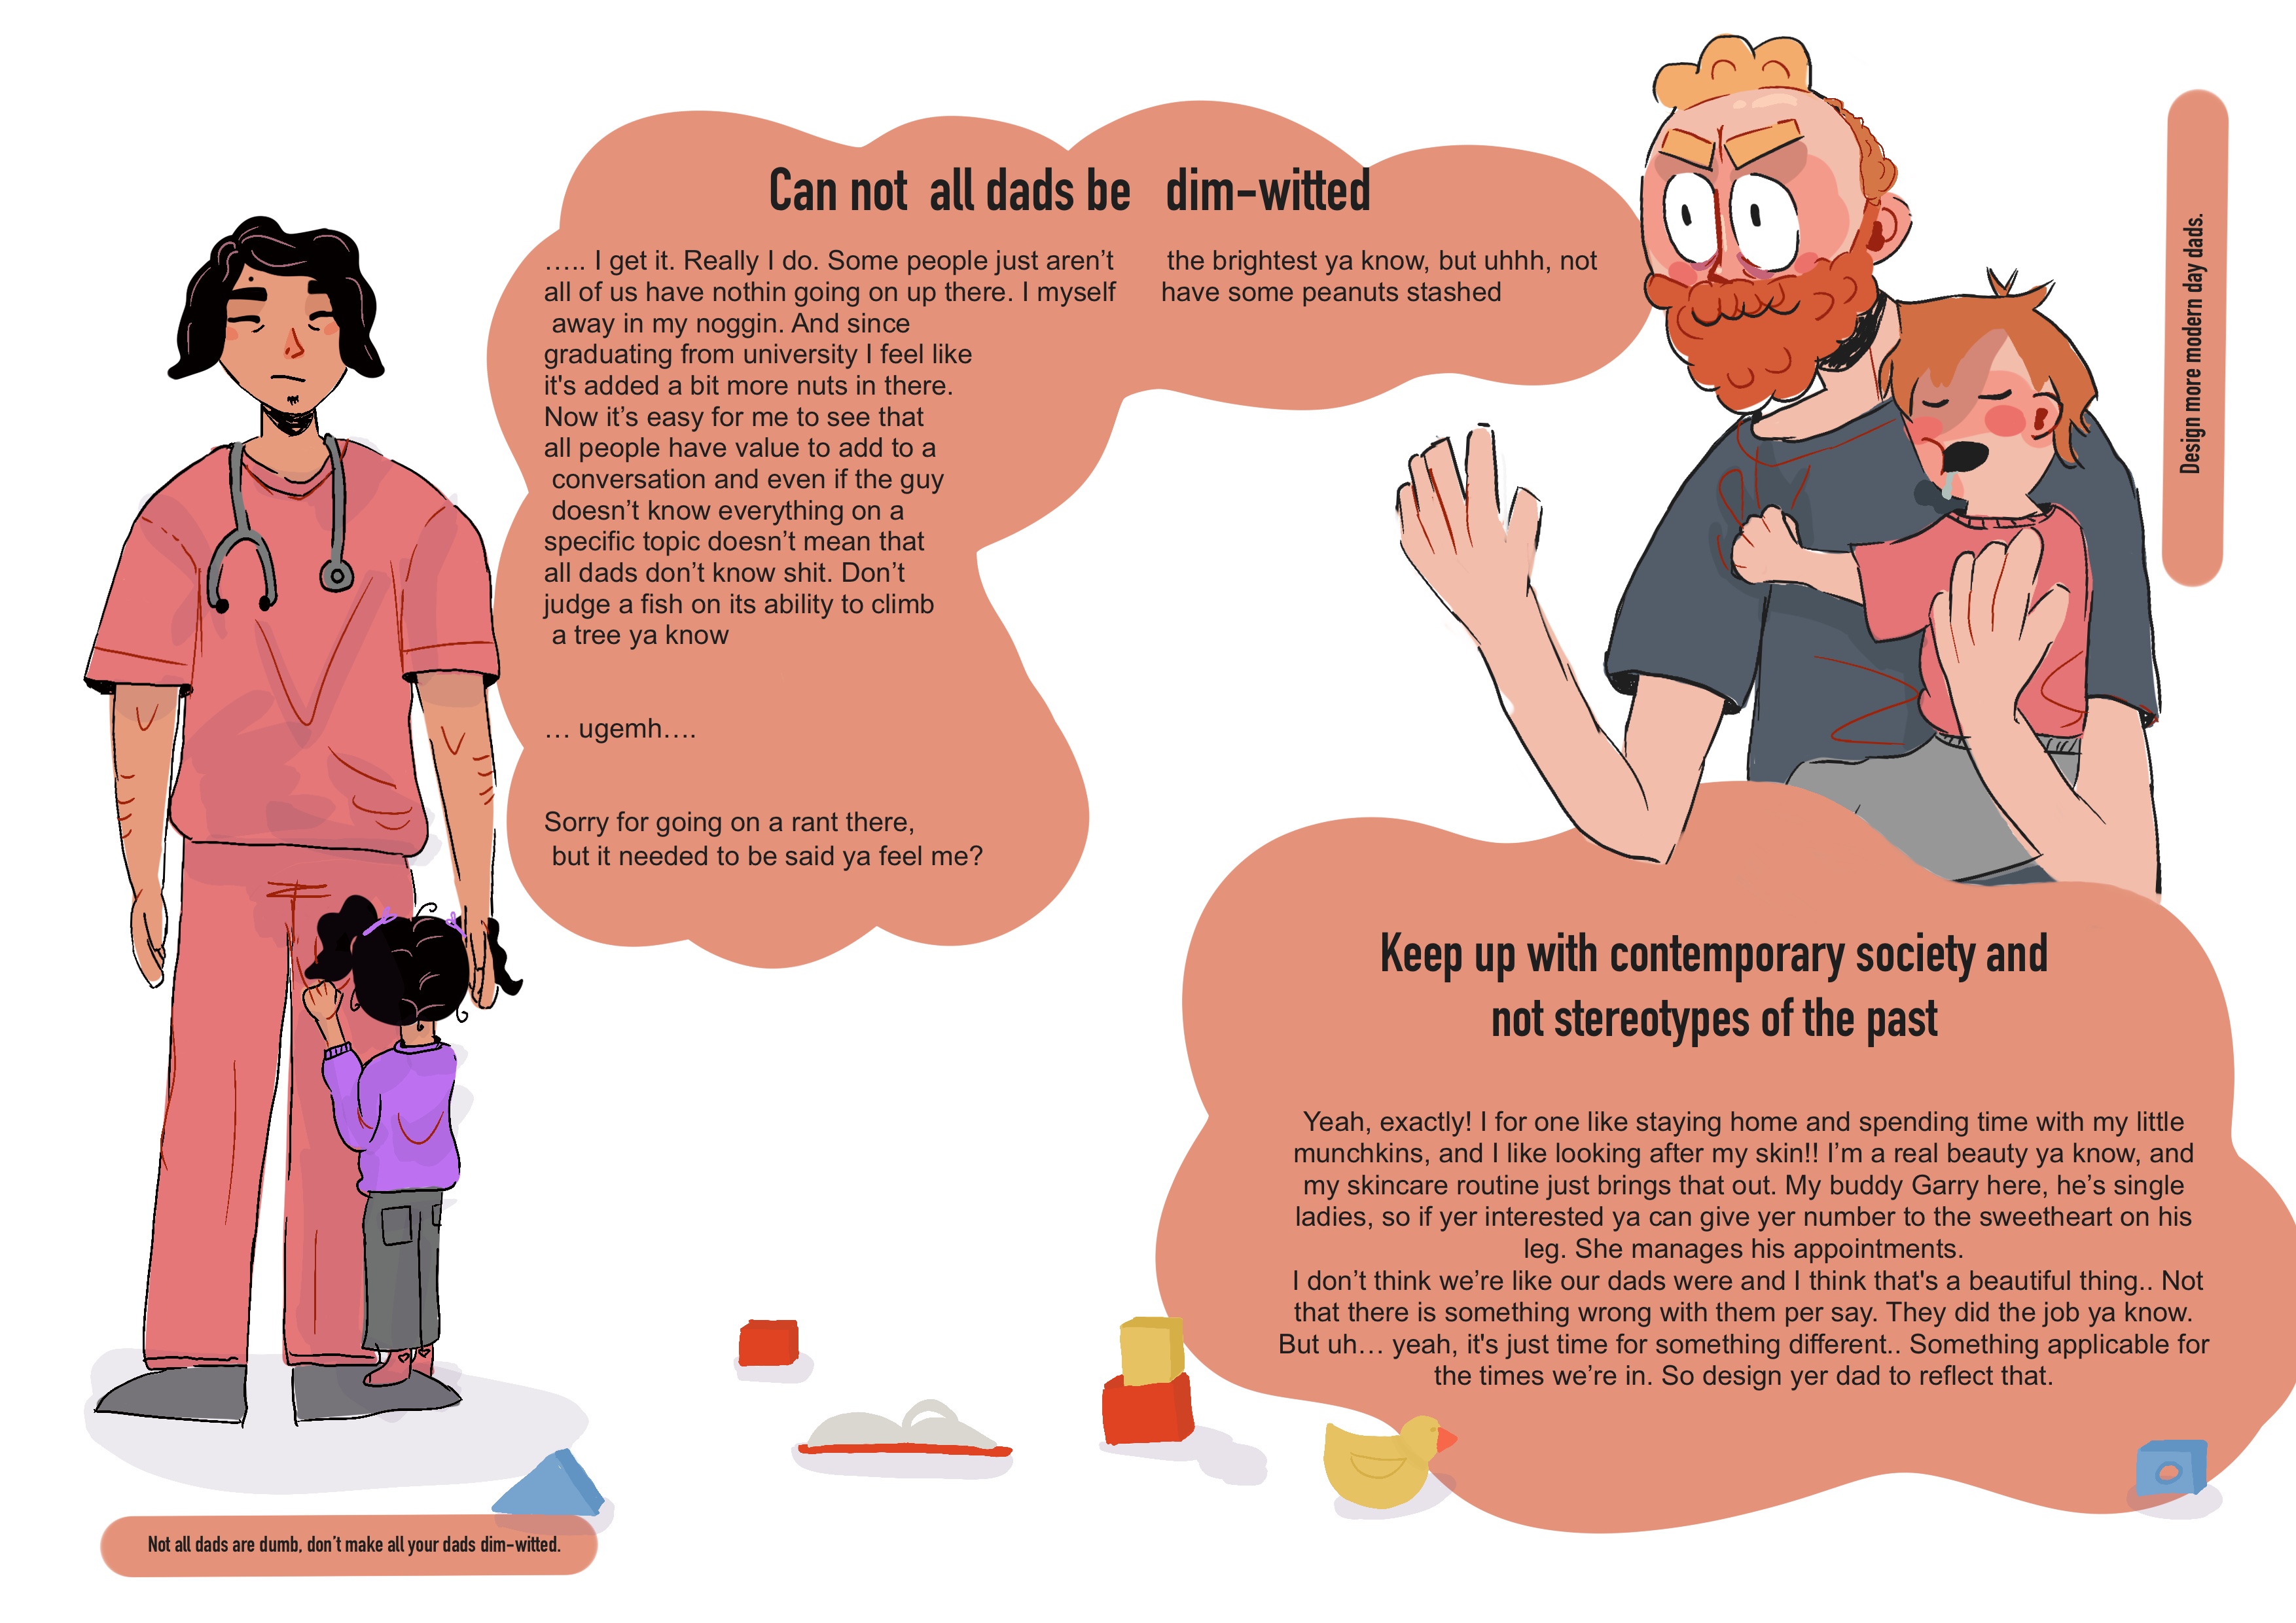 Can not all dads be dim-witted
..... I get it. Really I do. Some people just aren’t the brightest ya know, but uhhh, not
all of us have nothin going on up there. I myself have some peanuts stashed
away in my noggin. And since
graduating from university I feel like
it's added a bit more nuts in there.
Now it’s easy for me to see that
all people have value to add to a
conversation and even if the guy
doesn’t know everything on a
specific topic doesn’t mean that
all dads don’t know shit. Don’t
judge a fish on its ability to climb
a tree ya know
… ugemh….
Sorry for going on a rant there,
but it needed to be said ya feel me?
Not all dads are dumb, don’t make all your dads dim-witted.
Design more modern day dads.
Keep up with contemporary society and
not stereotypes of the past
Yeah, exactly! I for one like staying home and spending time with my little
munchkins, and I like looking after my skin!! I’m a real beauty ya know, and
my skincare routine just brings that out. My buddy Garry here, he’s single
ladies, so if yer interested ya can give yer number to the sweetheart on his
leg. She manages his appointments.
I don’t think we’re like our dads were and I think that's a beautiful thing.. Not
that there is something wrong with them per say. They did the job ya know.
But uh… yeah, it's just time for something different.. Something applicable for
the times we’re in. So design yer dad to reflect that.